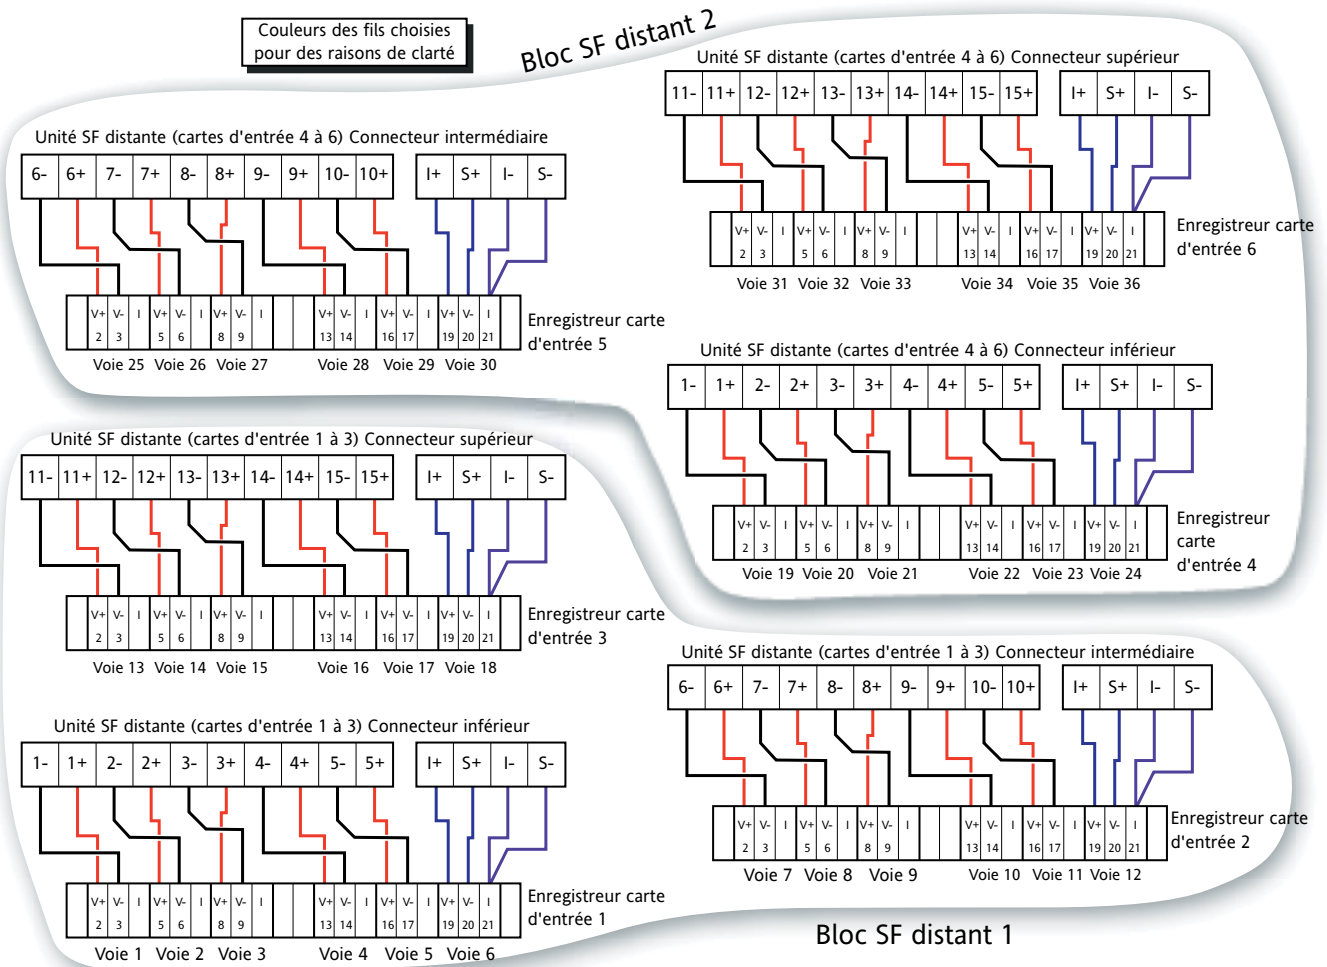 Couleurs des fils choisies
pour des raisons de clarté
Bloc SF distant 2
Unité SF distante (cartes d'entrée 4 à 6) Connecteur supérieur
11- 11+ 12- 12+ 13- 13+ 14- 14+ 15- 15+ I+ S+ I- S-
V+ V- I V+ V- I V+ V- I V+ V- I V+ V- I V+ V- I
2 3 5 6 8 9 13 14 16 17 19 20 21
Enregistreur carte
d'entrée 6
Voie 31 Voie 32 Voie 33 Voie 34 Voie 35 Voie 36
Unité SF distante (cartes d'entrée 4 à 6) Connecteur intermédiaire
6- 6+ 7- 7+ 8- 8+ 9- 9+ 10- 10+ I+ S+ I- S-
V+ V- I V+ V- I V+ V- I V+ V- I V+ V- I V+ V- I
2 3 5 6 8 9 13 14 16 17 19 20 21
Enregistreur carte
d'entrée 5
Voie 25 Voie 26 Voie 27 Voie 28 Voie 29 Voie 30
Unité SF distante (cartes d'entrée 4 à 6) Connecteur inférieur
1- 1+ 2- 2+ 3- 3+ 4- 4+ 5- 5+ I+ S+ I- S-
V+ V- I V+ V- I V+ V- I V+ V- I V+ V- I V+ V- I
2 3 5 6 8 9 13 14 16 17 19 20 21
Enregistreur
carte
d'entrée 4
Voie 19 Voie 20 Voie 21 Voie 22 Voie 23 Voie 24
Unité SF distante (cartes d'entrée 1 à 3) Connecteur supérieur
11- 11+ 12- 12+ 13- 13+ 14- 14+ 15- 15+ I+ S+ I- S-
V+ V- I V+ V- I V+ V- I V+ V- I V+ V- I V+ V- I
2 3 5 6 8 9 13 14 16 17 19 20 21
Enregistreur carte
d'entrée 3
Voie 13 Voie 14 Voie 15 Voie 16 Voie 17 Voie 18
Unité SF distante (cartes d'entrée 1 à 3) Connecteur intermédiaire
6- 6+ 7- 7+ 8- 8+ 9- 9+ 10- 10+ I+ S+ I- S-
V+ V- I V+ V- I V+ V- I V+ V- I V+ V- I V+ V- I
2 3 5 6 8 9 13 14 16 17 19 20 21
Enregistreur carte
d'entrée 2
Voie 7 Voie 8 Voie 9 Voie 10 Voie 11 Voie 12
Unité SF distante (cartes d'entrée 1 à 3) Connecteur inférieur
1- 1+ 2- 2+ 3- 3+ 4- 4+ 5- 5+ I+ S+ I- S-
V+ V- I V+ V- I V+ V- I V+ V- I V+ V- I V+ V- I
2 3 5 6 8 9 13 14 16 17 19 20 21
Enregistreur carte
d'entrée 1
Voie 1 Voie 2 Voie 3 Voie 4 Voie 5 Voie 6
Bloc SF distant 1